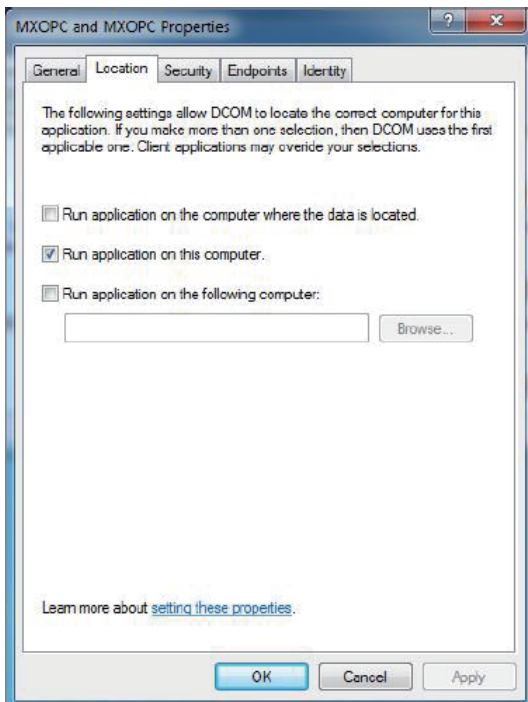 MXOPC and MXOPC Properties
?
General Location Security Endpoints Identity
The following settings allow DCOM to locate the correct computer for this
application. If you make more than one selection, then DCOM uses the first
applicable one. Client applications may overide your selections.
Run application on the computer where the data is located.
Run application on this computer.
Run application on the following computer:
Browse...
Learn more about setting these properties.
OK Cancel Apply